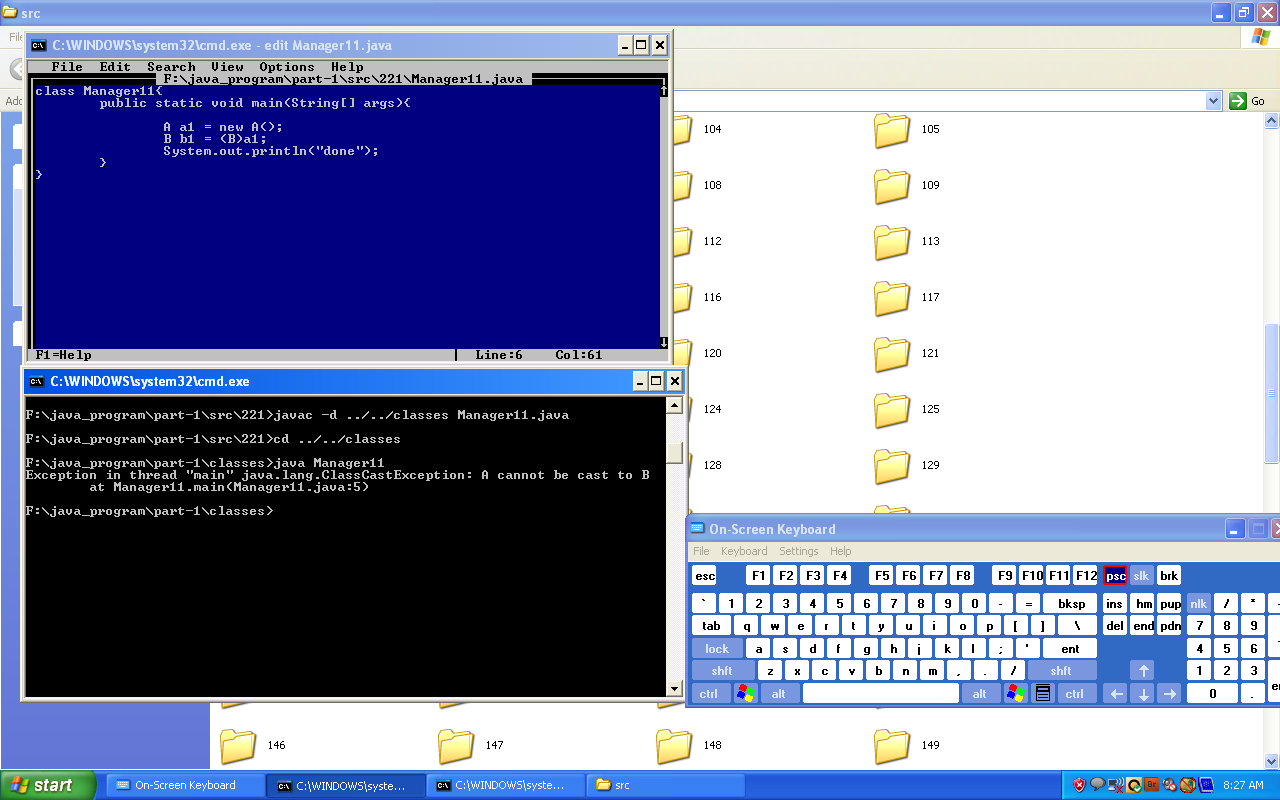 src
File
C:\WINDOWS\system32\cmd.exe - edit Manager11.java
File Edit Search View Options Help
F:\java_program\part-1\src\221\Manager11.java
class Manager11{
public static void main(String[] args){
A a1 = new A();
B b1 = (B)a1;
System.out.println("done");
}
}
F1=Help
Line:6 Col:61
Go
104
105
108
109
112
113
116
117
120
121
124
125
128
129
C:\WINDOWS\system32\cmd.exe
F:\java_program\part-1\src\221>javac -d ../../classes Manager11.java
F:\java_program\part-1\src\221>cd ../../classes
F:\java_program\part-1\classes>java Manager11
Exception in thread "main" java.lang.ClassCastException: A cannot be cast to B
at Manager11.main(Manager11.java:5)
F:\java_program\part-1\classes>
On-Screen Keyboard
File Keyboard Settings Help
esc F1 F2 F3 F4 F5 F6 F7 F8 F9 F10 F11 F12 psc slk brk
` 1 2 3 4 5 6 7 8 9 0 - = bksp ins hm pup nlk / *
tab q w e r t y u i o p [ ] \ del end pdn 7 8 9
lock a s d f g h j k l ; ' ent 4 5 6
shft z x c v b n m , . / shft 1 2 3
ctrl alt alt ctrl 0 .
146
147
148
149
start
On-Screen Keyboard
C:\WINDOWS\syste...
C:\WINDOWS\syste...
src
8:27 AM